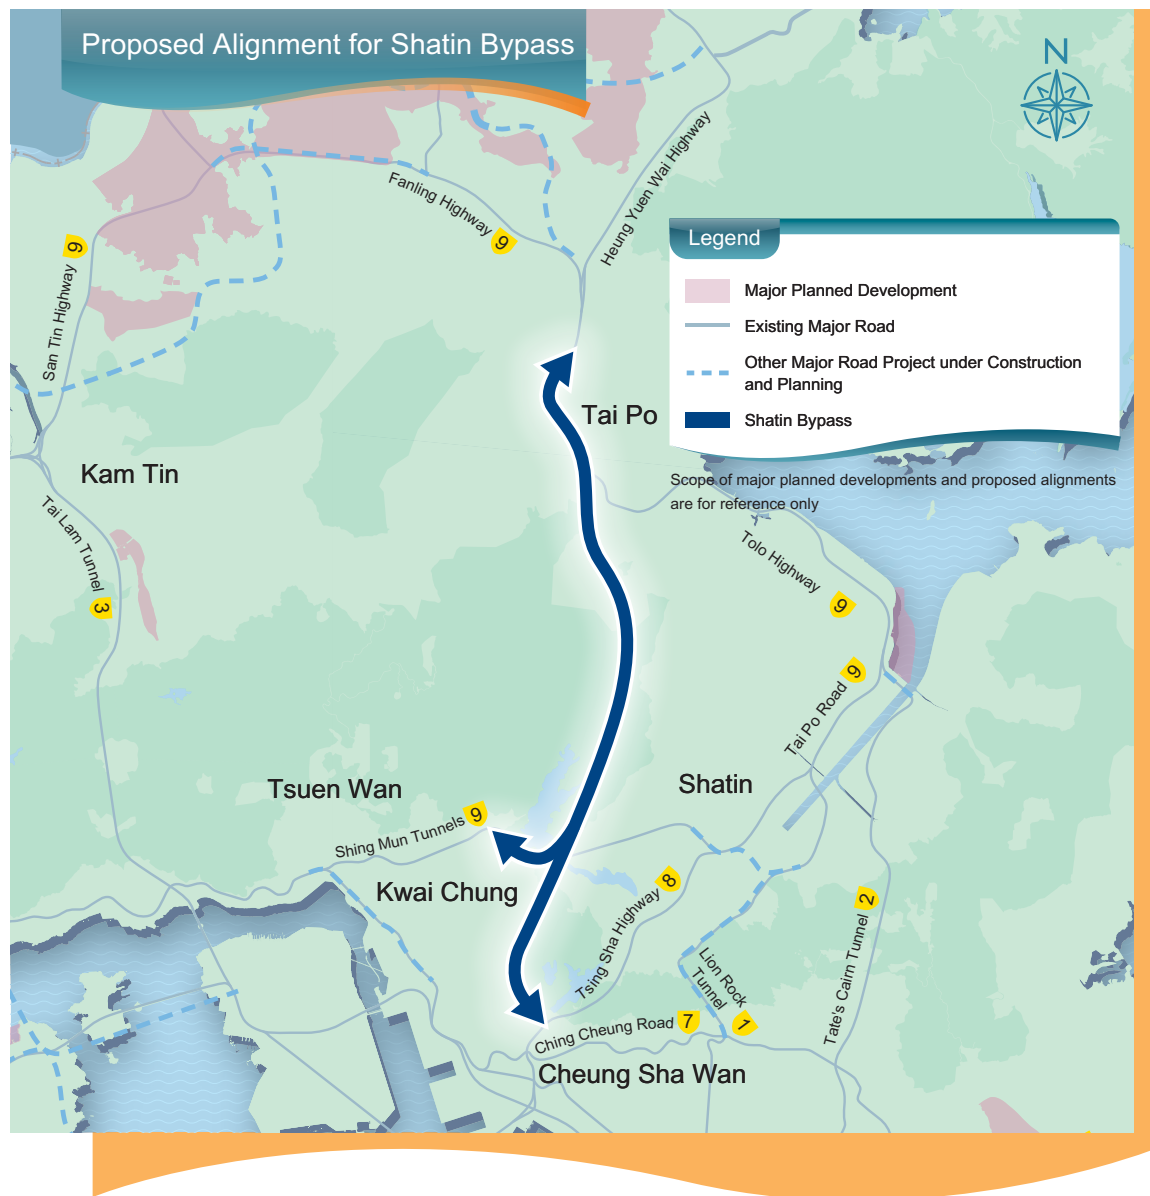 Proposed Alignment for Shatin Bypass
N
Heung Yuen Wai Highway
Fanling Highway
9
San Tin Highway
9
Legend
Major Planned Development
Existing Major Road
Other Major Road Project under Construction
and Planning
Shatin Bypass
Scope of major planned developments and proposed alignments
are for reference only
Tai Po
Kam Tin
Tai Lam Tunnel
3
Tolo Highway
9
Tai Po Road
9
Shatin
Tsuen Wan
Shing Mun Tunnels
9
Kwai Chung
Tsing Sha Highway
8
Tate's Cairn Tunnel
2
Lion Rock
Tunnel
1
Ching Cheung Road
7
Cheung Sha Wan